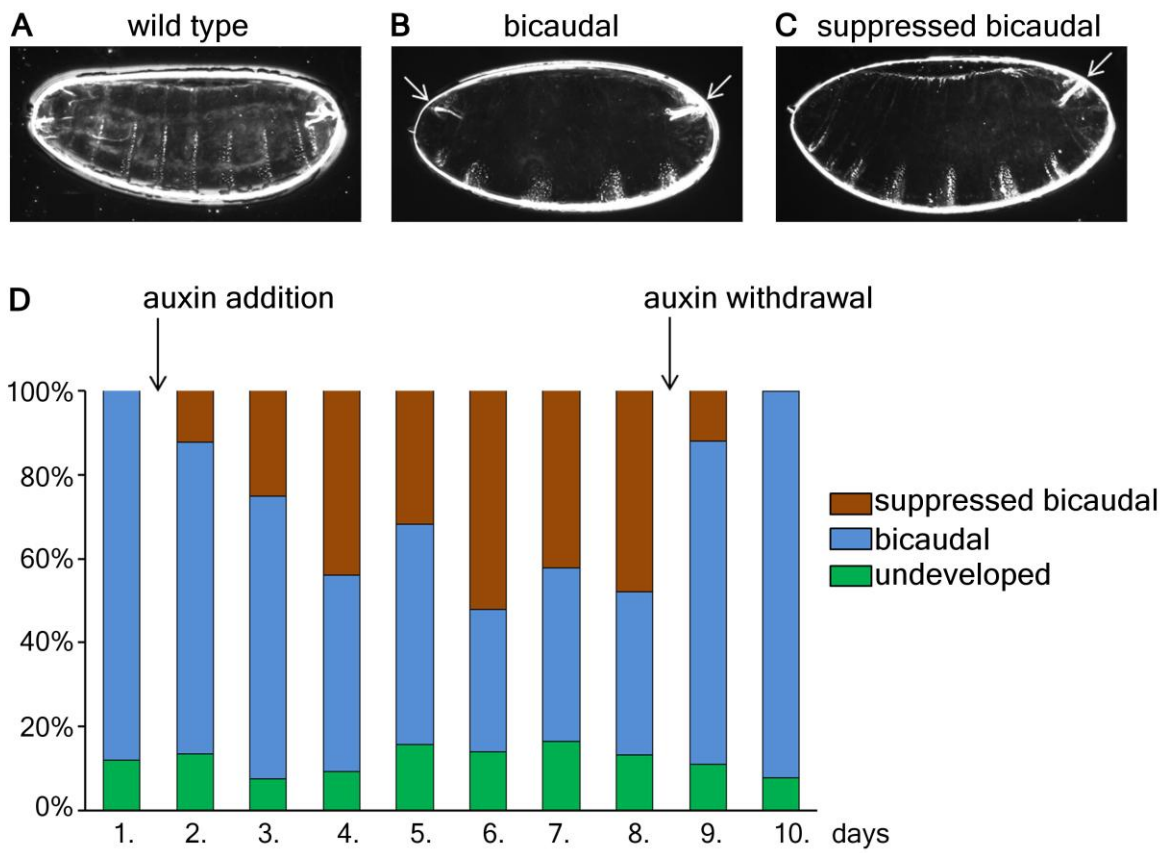 A wild type
B bicaudal
C suppressed bicaudal
D
auxin addition
auxin withdrawal
100%
80%
60%
40%
20%
0%
suppressed bicaudal
bicaudal
undeveloped
1. 2. 3. 4. 5. 6. 7. 8. 9. 10. days